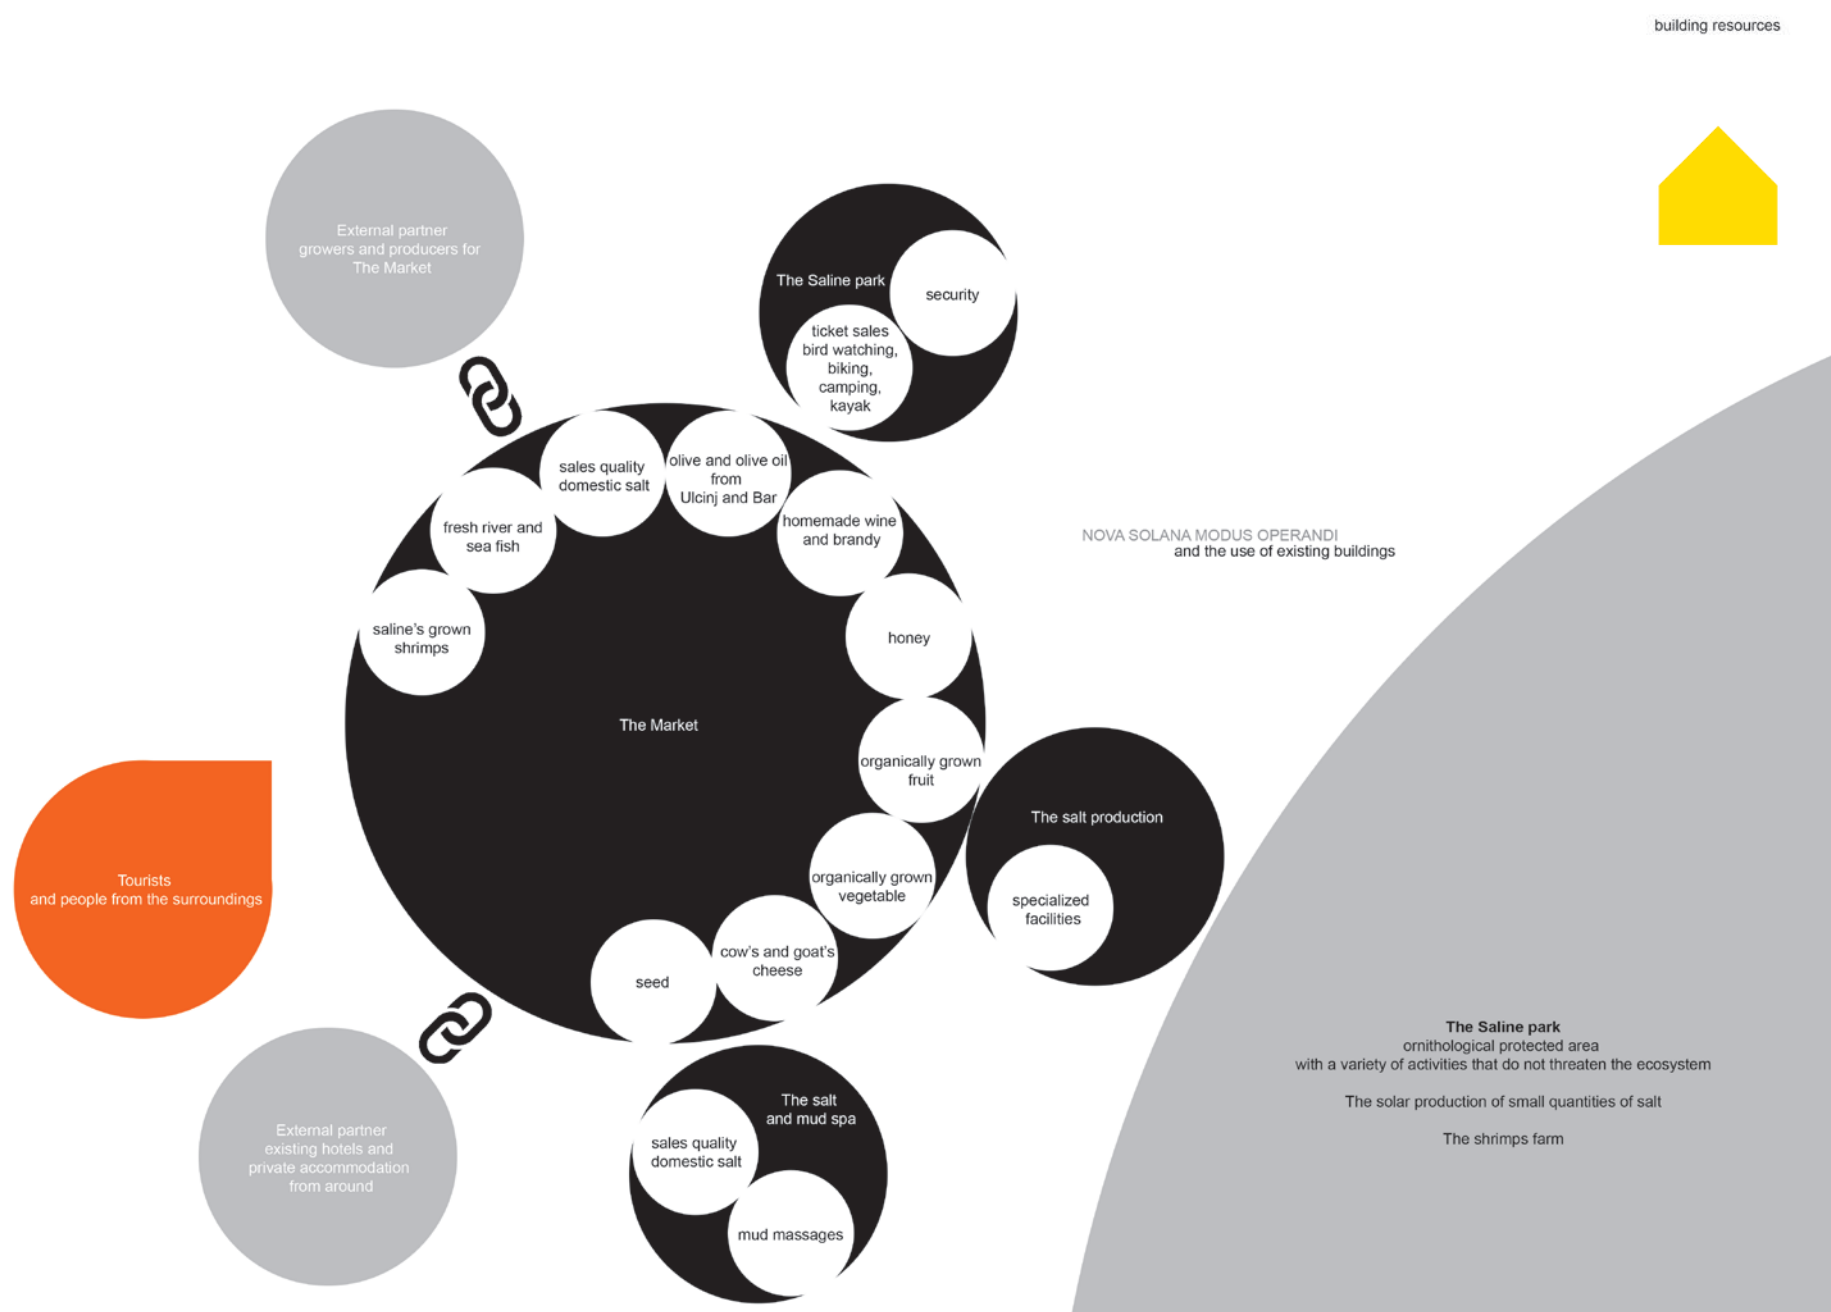 building resources
External partner
growers and producers for
The Market
The Saline park
security
ticket sales
bird watching,
biking,
camping,
kayak
sales quality
domestic salt
olive and olive oil
from
Ulcinj and Bar
fresh river and
sea fish
homemade wine
and brandy
saline's grown
shrimps
honey
NOVA SOLANA MODUS OPERANDI
and the use of existing buildings
The Market
organically grown
fruit
The salt production
specialized
facilities
organically grown
vegetable
cow's and goat's
cheese
seed
Tourists
and people from the surroundings
External partner
existing hotels and
private accommodation
from around
The salt
and mud spa
sales quality
domestic salt
mud massages
The Saline park
ornithological protected area
with a variety of activities that do not threaten the ecosystem
The solar production of small quantities of salt
The shrimps farm